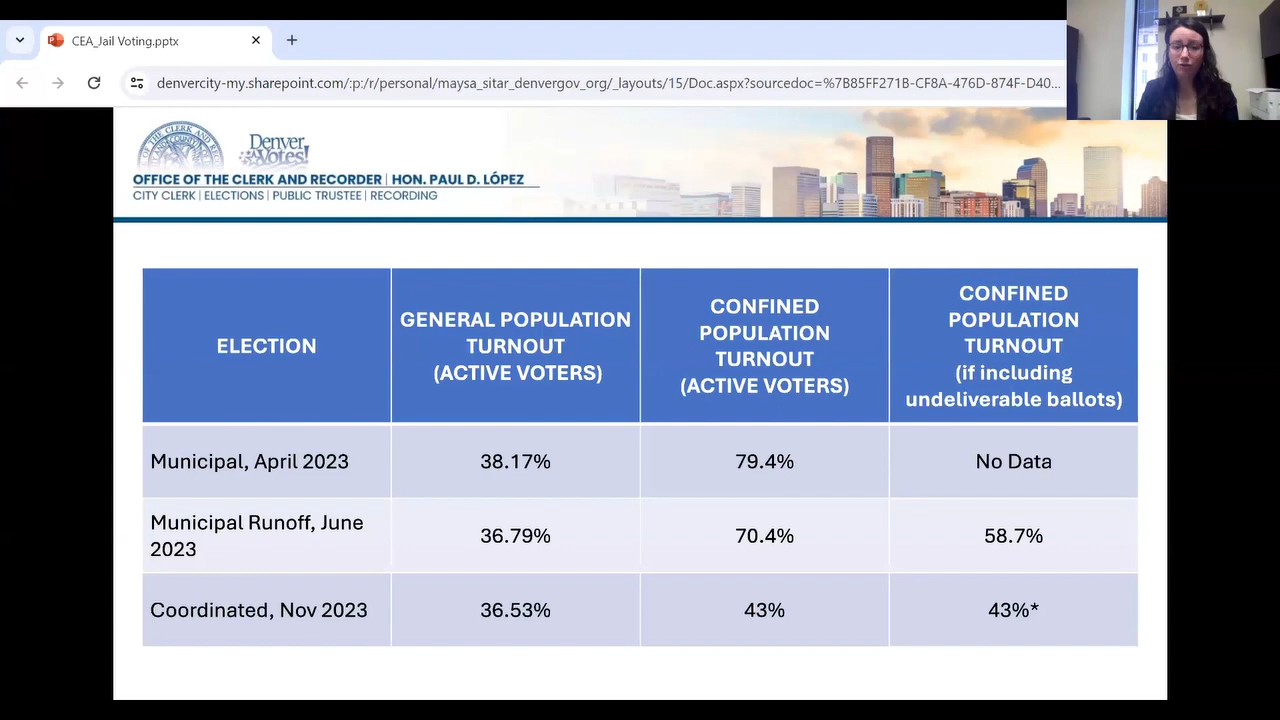 CEA_Jail Voting.pptx
denvercity-my.sharepoint.com/:p:/r/personal/maysa_sitar_denvergov_org/_layouts/15/Doc.aspx?sourcedoc=%7B85FF271B-CF8A-476D-874F-D40...
Denver
Votes!
OFFICE OF THE CLERK AND RECORDER | HON. PAUL D. LÓPEZ
CITY CLERK | ELECTIONS | PUBLIC TRUSTEE | RECORDING
ELECTION
GENERAL POPULATION
TURNOUT
(ACTIVE VOTERS)
CONFINED
POPULATION
TURNOUT
(ACTIVE VOTERS)
CONFINED
POPULATION
TURNOUT
(if including
undeliverable ballots)
Municipal, April 2023
38.17%
79.4%
No Data
Municipal Runoff, June
2023
36.79%
70.4%
58.7%
Coordinated, Nov 2023
36.53%
43%
43%*